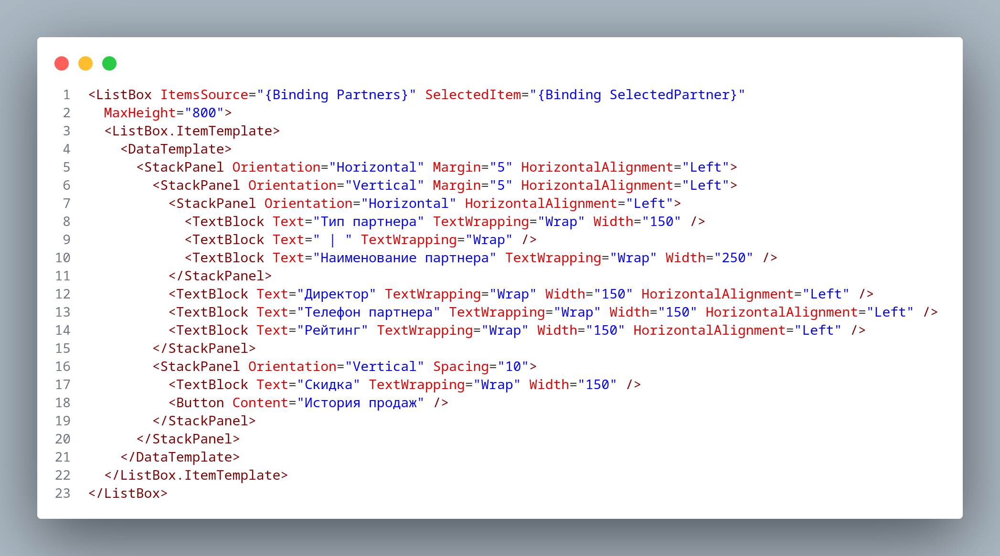 1 <ListBox ItemsSource="{Binding Partners}" SelectedItem="{Binding SelectedPartner}"
2   MaxHeight="800">
3   <ListBox.ItemTemplate>
4     <DataTemplate>
5       <StackPanel Orientation="Horizontal" Margin="5" HorizontalAlignment="Left">
6         <StackPanel Orientation="Vertical" Margin="5" HorizontalAlignment="Left">
7           <StackPanel Orientation="Horizontal" HorizontalAlignment="Left">
8             <TextBlock Text="Тип партнера" TextWrapping="Wrap" Width="150" />
9             <TextBlock Text=" | " TextWrapping="Wrap" />
10             <TextBlock Text="Наименование партнера" TextWrapping="Wrap" Width="250" />
11           </StackPanel>
12           <TextBlock Text="Директор" TextWrapping="Wrap" Width="150" HorizontalAlignment="Left" />
13           <TextBlock Text="Телефон партнера" TextWrapping="Wrap" Width="150" HorizontalAlignment="Left" />
14           <TextBlock Text="Рейтинг" TextWrapping="Wrap" Width="150" HorizontalAlignment="Left" />
15         </StackPanel>
16         <StackPanel Orientation="Vertical" Spacing="10">
17           <TextBlock Text="Скидка" TextWrapping="Wrap" Width="150" />
18           <Button Content="История продаж" />
19         </StackPanel>
20       </StackPanel>
21     </DataTemplate>
22   </ListBox.ItemTemplate>
23 </ListBox>